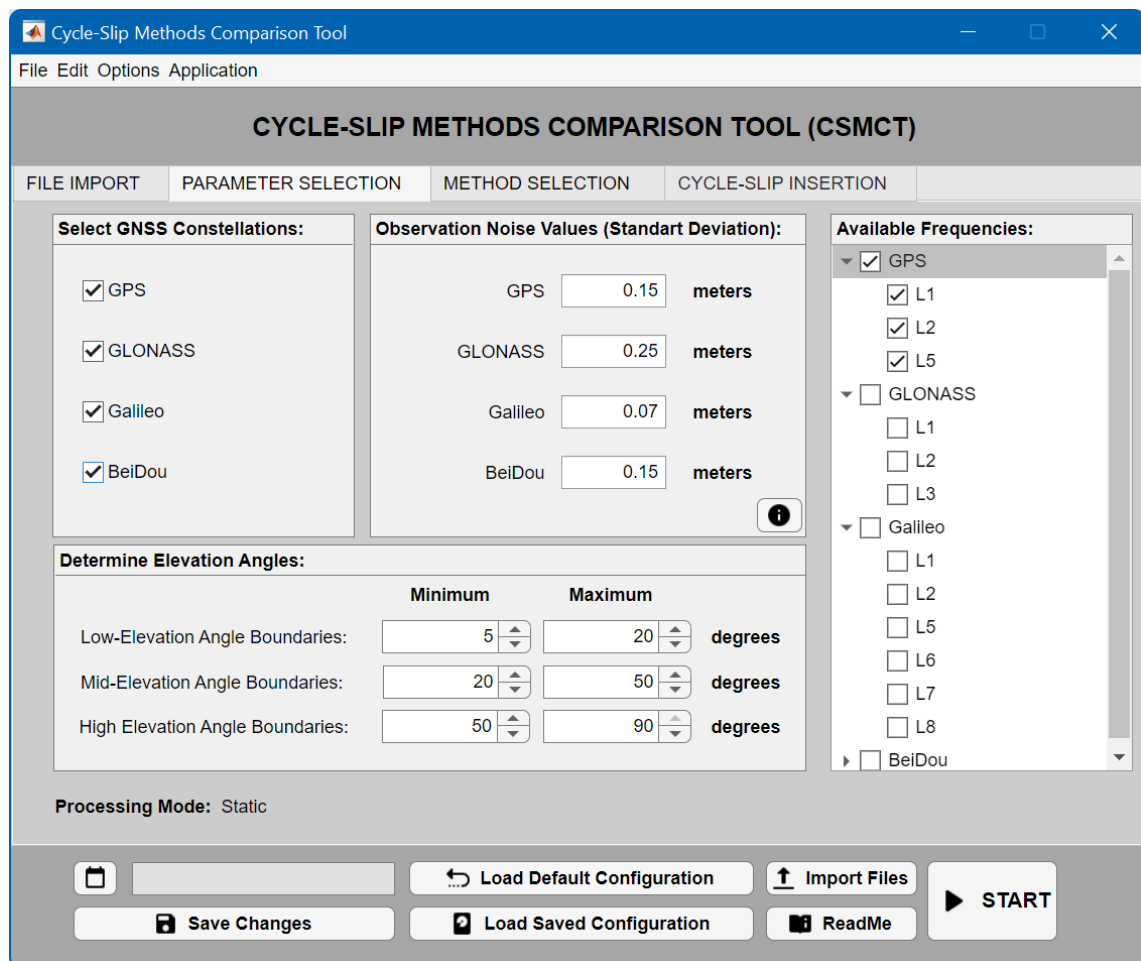 Cycle-Slip Methods Comparison Tool
File Edit Options Application
CYCLE-SLIP METHODS COMPARISON TOOL (CSMCT)
FILE IMPORT PARAMETER SELECTION METHOD SELECTION CYCLE-SLIP INSERTION
Select GNSS Constellations:
GPS
GLONASS
Galileo
BeiDou
Observation Noise Values (Standart Deviation):
GPS 0.15 meters
GLONASS 0.25 meters
Galileo 0.07 meters
BeiDou 0.15 meters
Available Frequencies:
GPS
L1
L2
L5
GLONASS
L1
L2
L3
Galileo
L1
L2
L5
L6
L7
L8
BeiDou
Determine Elevation Angles:
Minimum Maximum
Low-Elevation Angle Boundaries: 5 20 degrees
Mid-Elevation Angle Boundaries: 20 50 degrees
High Elevation Angle Boundaries: 50 90 degrees
Processing Mode: Static
Load Default Configuration Import Files
START
Save Changes Load Saved Configuration ReadMe